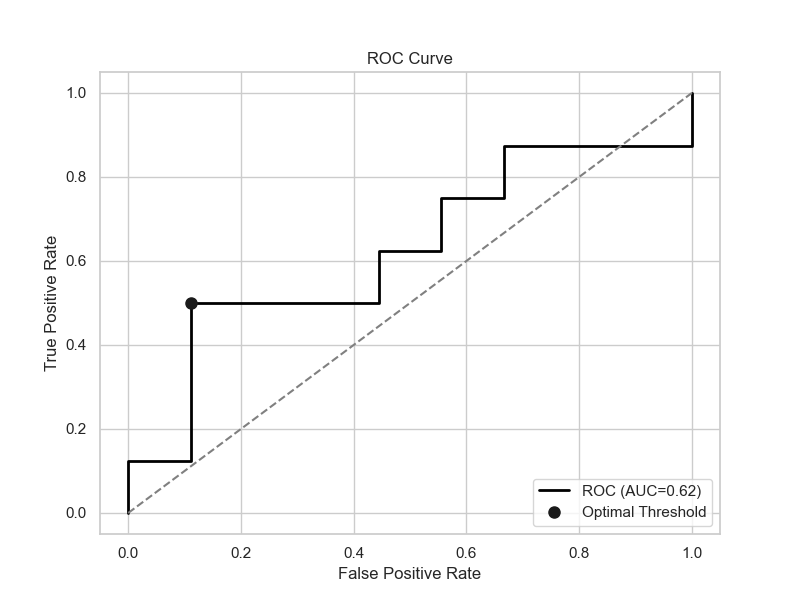 ROC Curve
True Positive Rate
1.0
0.8
0.6
0.4
0.2
0.0
0.0 0.2 0.4 0.6 0.8 1.0
False Positive Rate
ROC (AUC=0.62)
Optimal Threshold